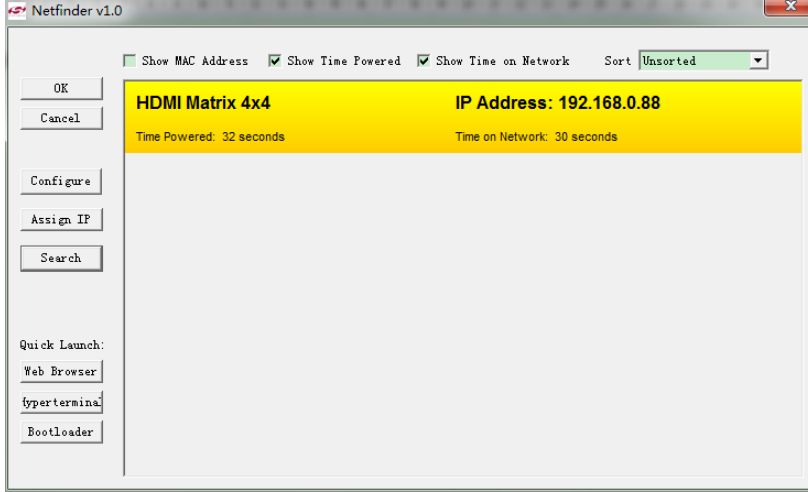 Netfinder v1.0
Show MAC Address Show Time Powered Show Time on Network Sort Unsorted
OK
Cancel
HDMI Matrix 4x4 IP Address: 192.168.0.88
Time Powered: 32 seconds Time on Network: 30 seconds
Configure
Assign IP
Search
Quick Launch:
Web Browser
Hypertermina
Bootloader